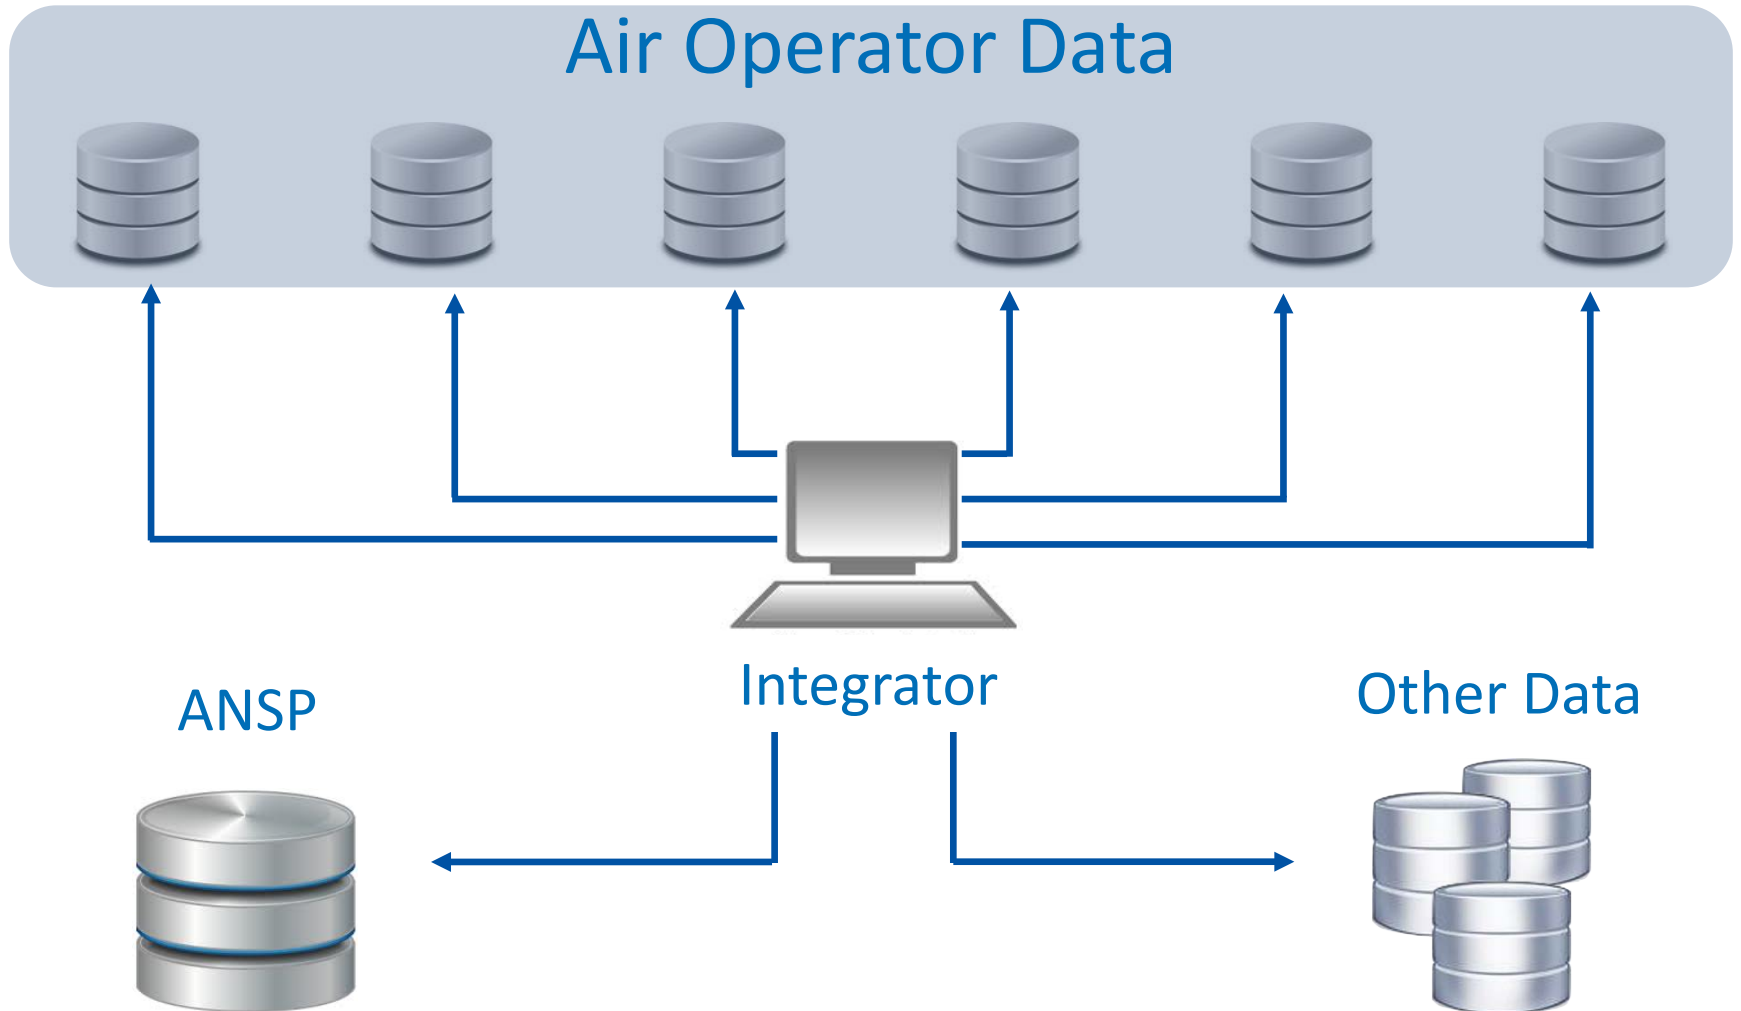 Air Operator Data
Integrator
ANSP
Other Data